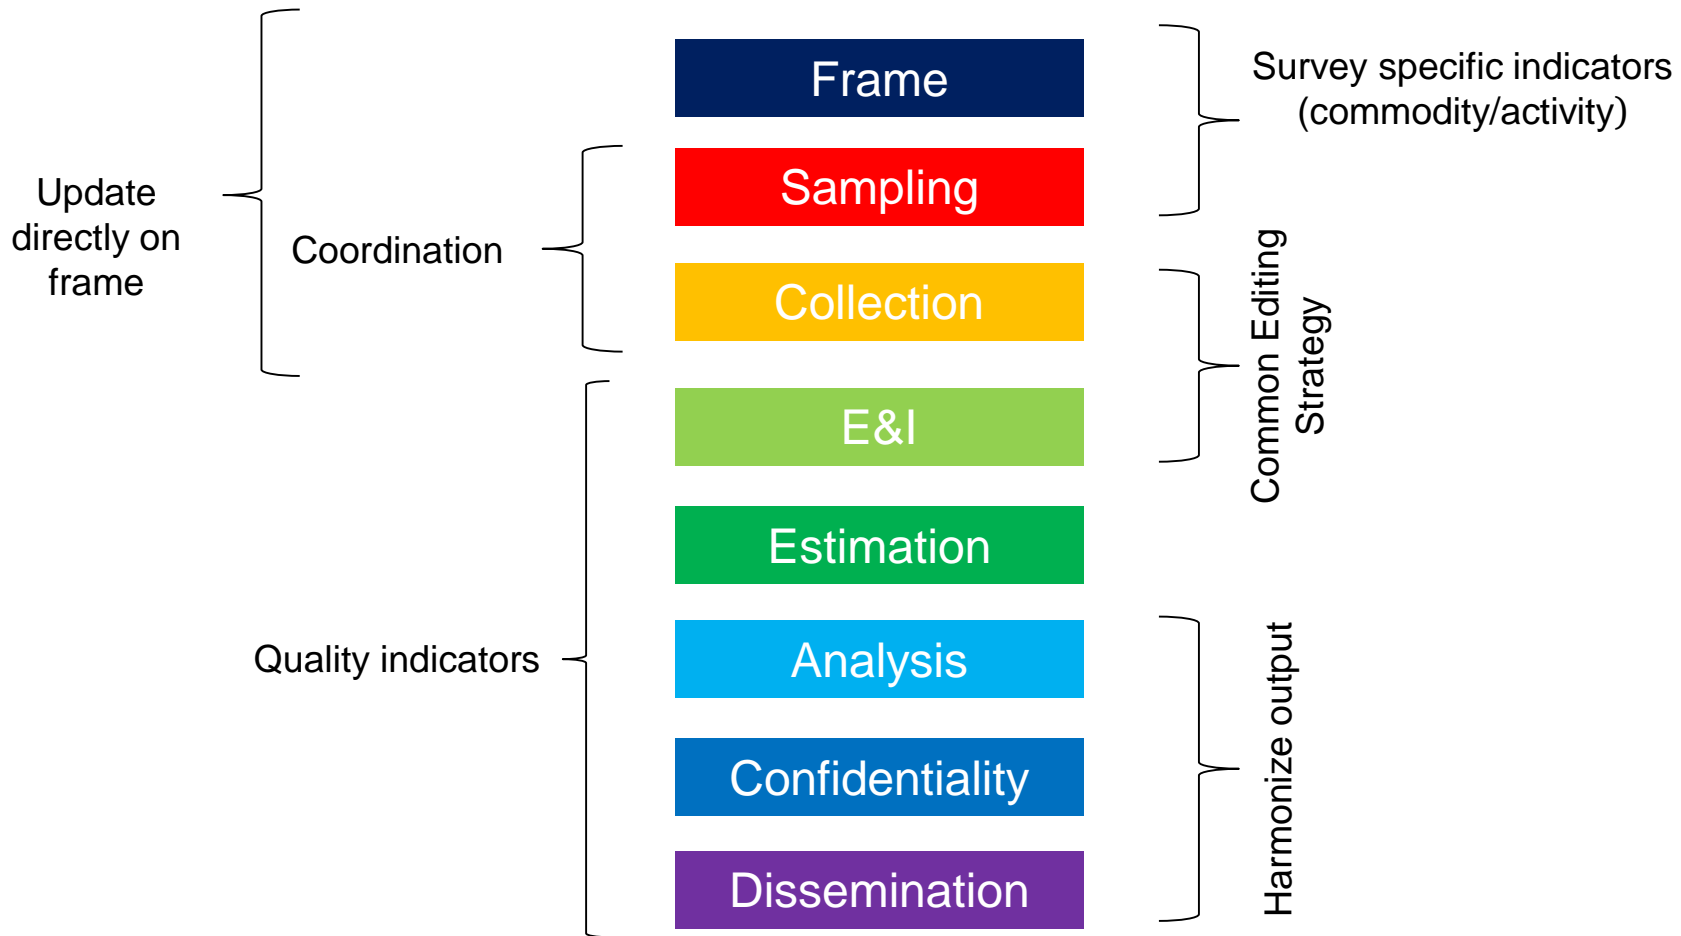 Frame
Survey specific indicators
(commodity/activity)
Sampling
Update
directly on
frame
Coordination
Collection
Common Editing
Strategy
E&I
Estimation
Quality indicators
Analysis
Harmonize output
Confidentiality
Dissemination